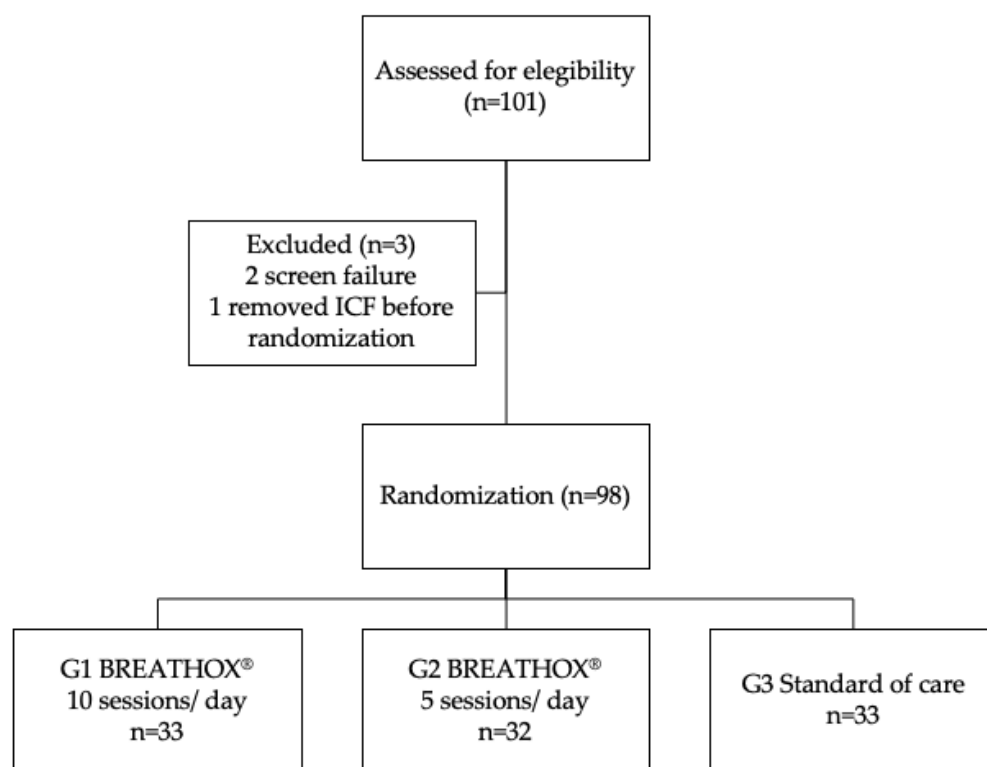 Assessed for elegibility
(n=101)
Excluded (n=3)
2 screen failure
1 removed ICF before
randomization
Randomization (n=98)
G1 BREATHOX®
10 sessions/ day
n=33
G2 BREATHOX®
5 sessions/ day
n=32
G3 Standard of care
n=33